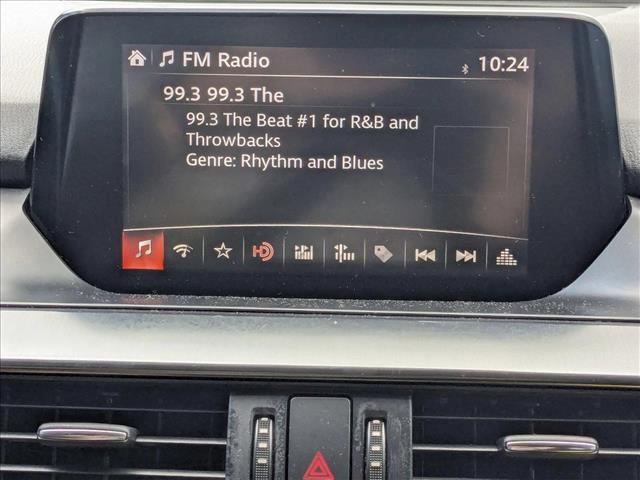 FM Radio 10:24
99.3 99.3 The
99.3 The Beat #1 for R&B and
Throwbacks
Genre: Rhythm and Blues
HD